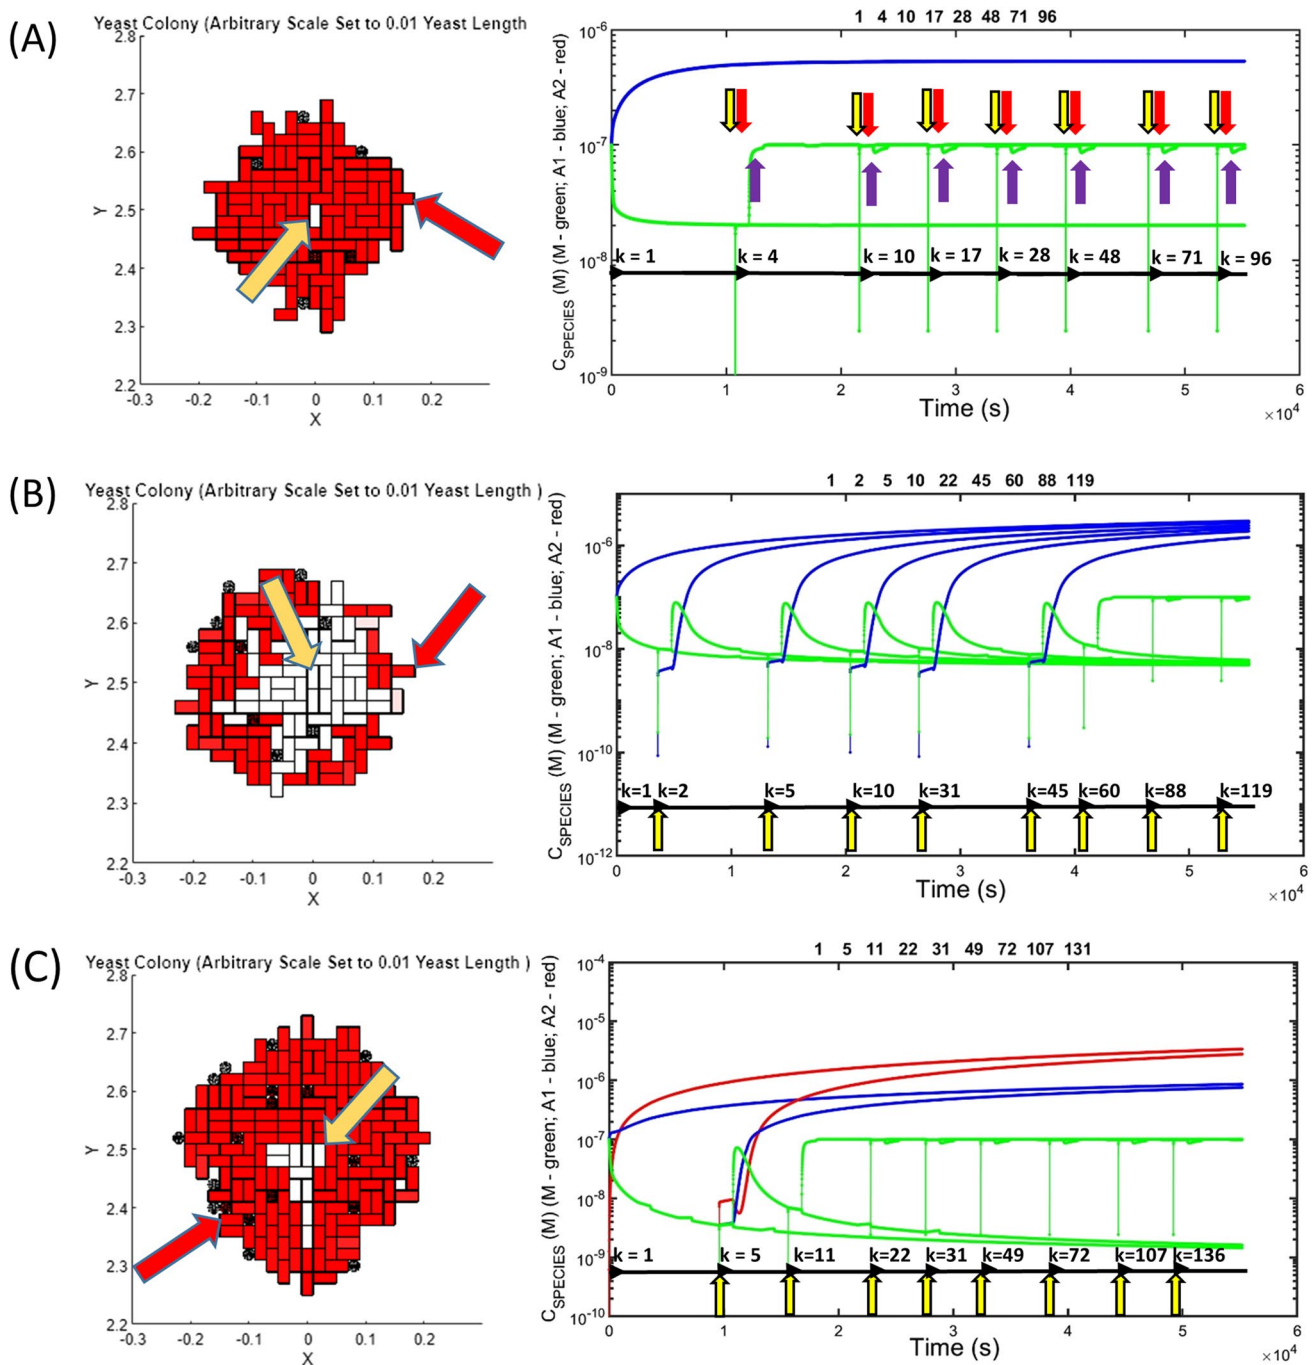 (A)
Yeast Colony (Arbitrary Scale Set to 0.01 Yeast Length
2.8
2.7
2.6
2.5
2.4
2.3
2.2
Y
-0.3 -0.2 -0.1 0 0.1 0.2
X
1 4 10 17 28 48 71 96
C_SPECIES (M) (M - green; A1 - blue; A2 - red)
10^-6
10^-7
10^-8
10^-9
k = 1 k = 4 k = 10 k = 17 k = 28 k = 48 k = 71 k = 96
0 1 2 3 4 5 6
Time (s)
×10^4
(B)
Yeast Colony (Arbitrary Scale Set to 0.01 Yeast Length )
2.8
2.7
2.6
2.5
2.4
2.3
2.2
Y
-0.3 -0.2 -0.1 0 0.1 0.2
X
1 2 5 10 22 45 60 88 119
C_SPECIES (M) (M - green; A1 - blue; A2 - red)
10^-6
10^-8
10^-10
10^-12
k=1 k=2 k=5 k=10 k=31 k=45 k=60 k=88 k=119
0 1 2 3 4 5 6
Time (s)
×10^4
(C)
Yeast Colony (Arbitrary Scale Set to 0.01 Yeast Length )
2.8
2.7
2.6
2.5
2.4
2.3
2.2
Y
-0.3 -0.2 -0.1 0 0.1 0.2
X
1 5 11 22 31 49 72 107 131
C_SPECIES (M) (M - green; A1 - blue; A2 - red)
10^-4
10^-5
10^-6
10^-7
10^-8
10^-9
10^-10
k = 1 k = 5 k=11 k=22 k=31 k=49 k=72 k=107 k=136
0 1 2 3 4 5 6
Time (s)
×10^4